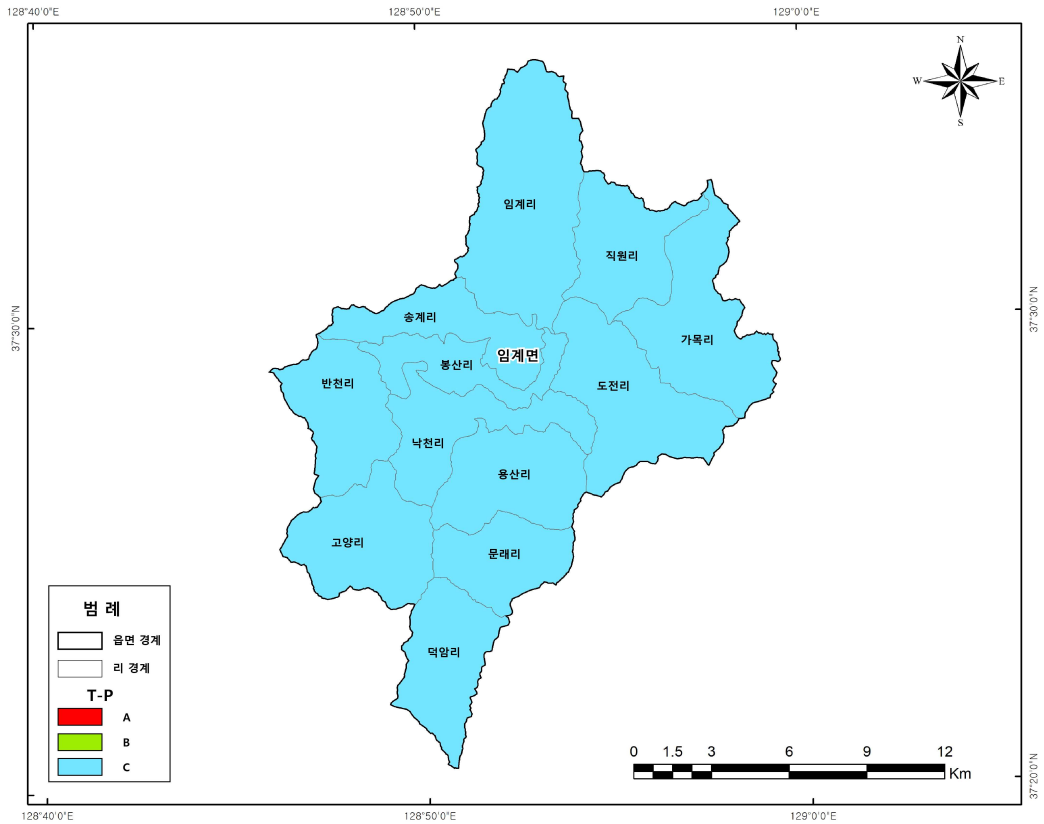 128°40'0"E
128°50'0"E
129°0'0"E
N
W
E
S
임계리
직원리
송계리
37°30'0"N
37°30'0"N
가목리
임계면
봉산리
반천리
도전리
낙천리
용산리
고양리
문래리
덕암리
범 례
읍면 경계
리 경계
T-P
A
B
C
0 1.5 3 6 9 12
Km
37°20'0"N
128°40'0"E
128°50'0"E
129°0'0"E